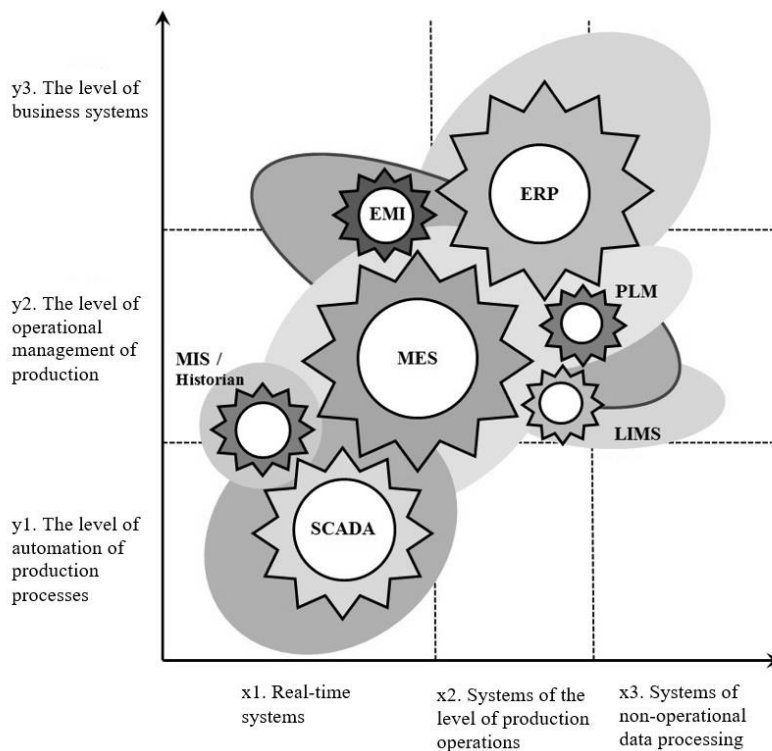 y3. The level of
business systems
ERP
EMI
y2. The level of
operational
management of
production
PLM
MES
MIS /
Historian
LIMS
y1. The level of
automation of
production
processes
SCADA
x1. Real-time
systems
x2. Systems of the
level of production
operations
x3. Systems of
non-operational
data processing